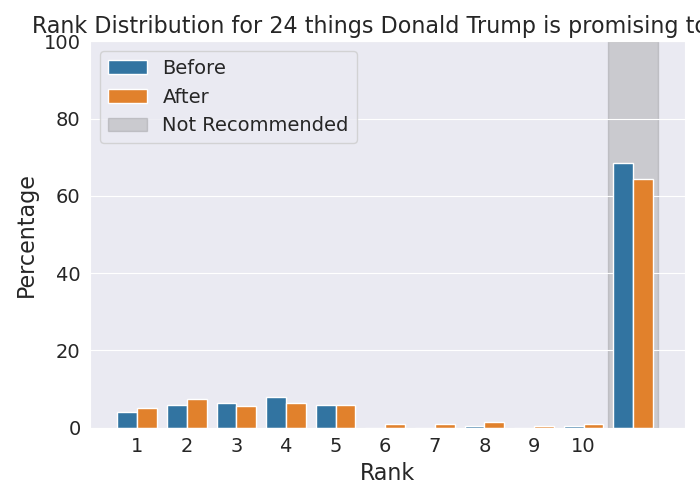 Rank Distribution for 24 things Donald Trump is promising to
100
80
60
40
20
0
Percentage
Before
After
Not Recommended
1 2 3 4 5 6 7 8 9 10
Rank